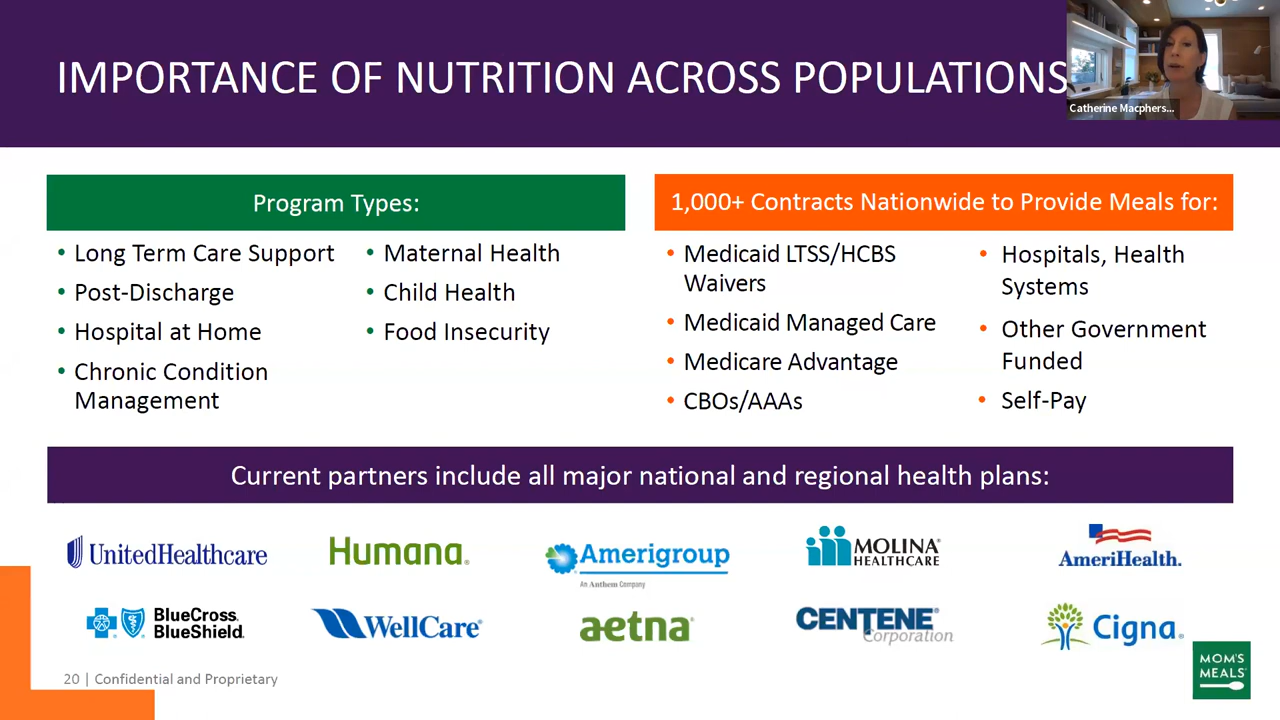 IMPORTANCE OF NUTRITION ACROSS POPULATIONS
Catherine Macphers...
Program Types:
• Long Term Care Support
• Post-Discharge
• Hospital at Home
• Chronic Condition
Management
• Maternal Health
• Child Health
• Food Insecurity
1,000+ Contracts Nationwide to Provide Meals for:
• Medicaid LTSS/HCBS
Waivers
• Medicaid Managed Care
• Medicare Advantage
• CBOs/AAAs
• Hospitals, Health
Systems
• Other Government
Funded
• Self-Pay
Current partners include all major national and regional health plans:
UnitedHealthcare
Humana®
Amerigroup
An Anthem Company
MOLINA®
HEALTHCARE
AmeriHealth.
BlueCross®
BlueShield®
WellCare®
aetna®
CENTENE®
Corporation
Cigna®
MOM'S
MEALS®
20 | Confidential and Proprietary